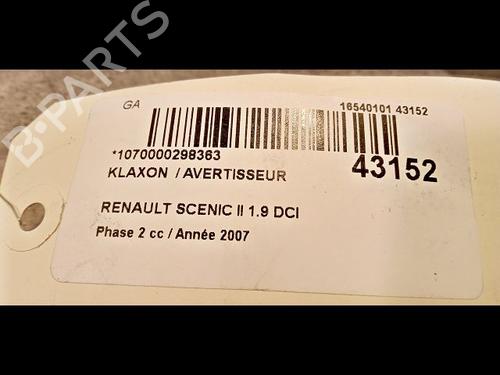 GA
16540101 43152
*1070000298363
43152
KLAXON / AVERTISSEUR
RENAULT SCENIC II 1.9 DCI
Phase 2 cc / Année 2007
B-PARTS